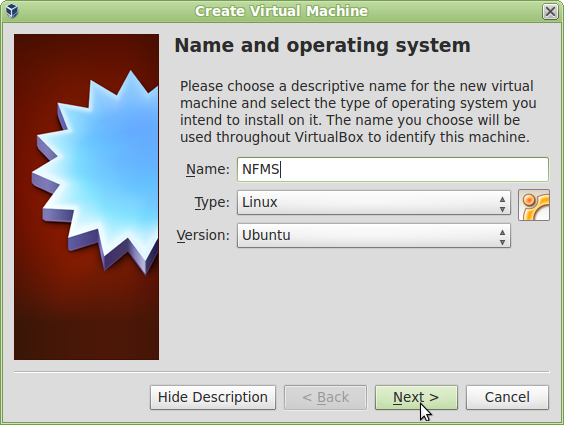 Create Virtual Machine
Name and operating system
Please choose a descriptive name for the new virtual
machine and select the type of operating system you
intend to install on it. The name you choose will be
used throughout VirtualBox to identify this machine.
Name: NFMS
Type: Linux
Version: Ubuntu
Hide Description < Back Next > Cancel